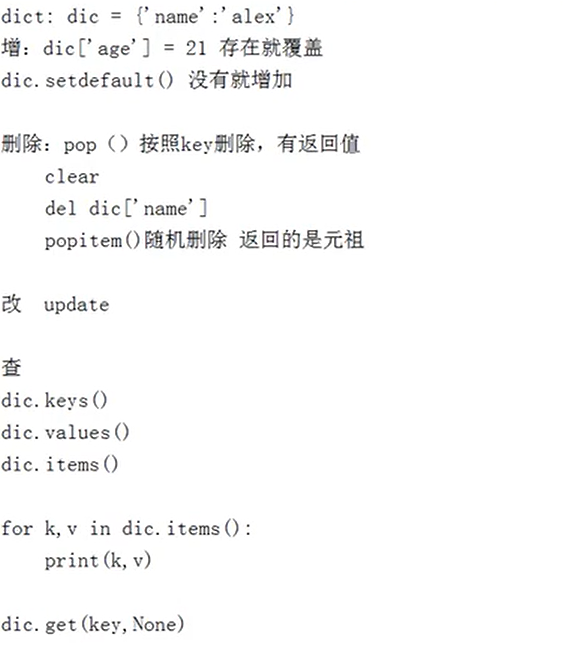 dict: dic = {'name':'alex'}
增: dic['age'] = 21 存在就覆盖
dic.setdefault() 没有就增加
删除: pop () 按照key删除, 有返回值
clear
del dic['name']
popitem()随机删除 返回的是元祖
改 update
查
dic.keys()
dic.values()
dic.items()
for k,v in dic.items():
print(k,v)
dic.get(key,None)